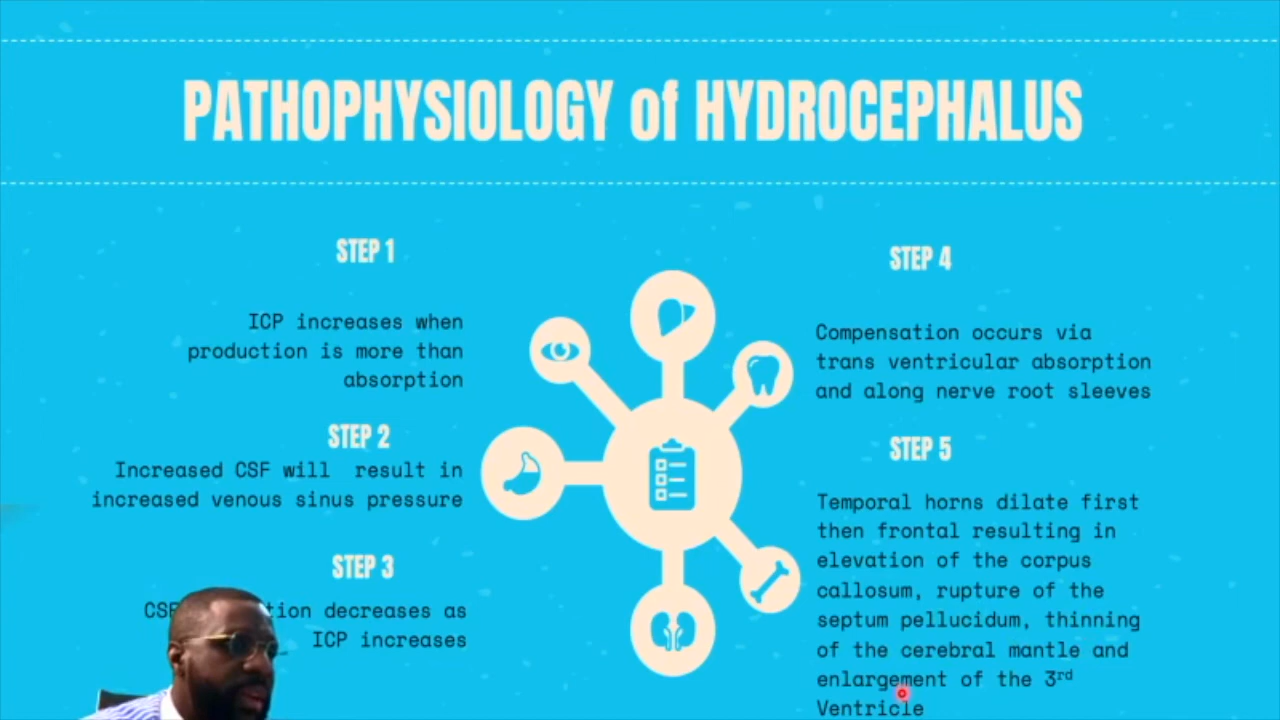 PATHOPHYSIOLOGY of HYDROCEPHALUS
STEP 1
ICP increases when
production is more than
absorption
STEP 2
Increased CSF will result in
increased venous sinus pressure
STEP 3
decreases as
ICP increases
STEP 4
Compensation occurs via
trans ventricular absorption
and along nerve root sleeves
STEP 5
Temporal horns dilate first
then frontal resulting in
elevation of the corpus
callosum, rupture of the
septum pellucidum, thinning
of the cerebral mantle and
enlargement of the 3rd
Ventricle